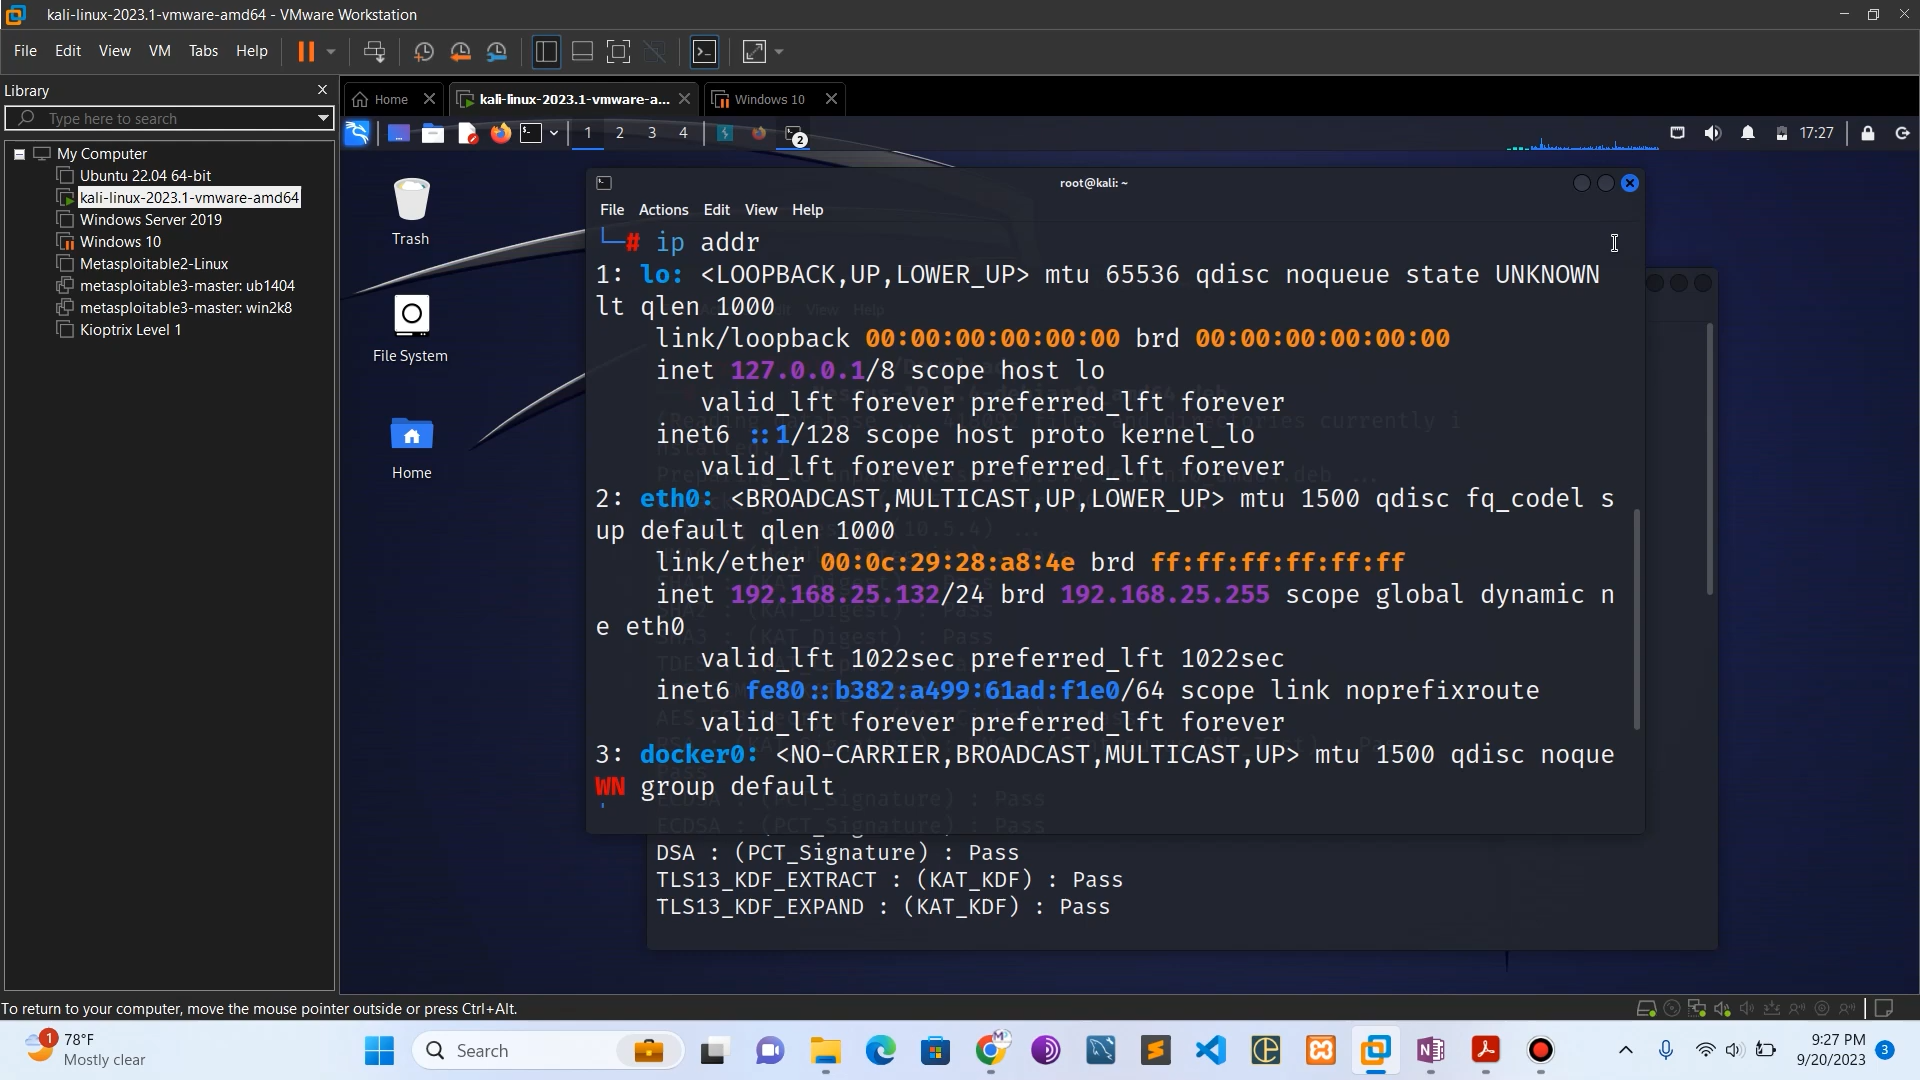 kali-linux-2023.1-vmware-amd64 - VMware Workstation
File Edit View VM Tabs Help
Library
Type here to search
My Computer
Ubuntu 22.04 64-bit
kali-linux-2023.1-vmware-amd64
Windows Server 2019
Windows 10
Metasploitable2-Linux
metasploitable3-master: ub1404
metasploitable3-master: win2k8
Kioptrix Level 1
Home
kali-linux-2023.1-vmware-a...
Windows 10
1 2 3 4
2
17:27
Trash
File System
Home
root@kali: ~
File Actions Edit View Help
└─# ip addr
1: lo: <LOOPBACK,UP,LOWER_UP> mtu 65536 qdisc noqueue state UNKNOWN
lt qlen 1000
link/loopback 00:00:00:00:00:00 brd 00:00:00:00:00:00
inet 127.0.0.1/8 scope host lo
valid_lft forever preferred_lft forever
inet6 ::1/128 scope host proto kernel_lo
valid_lft forever preferred_lft forever
2: eth0: <BROADCAST,MULTICAST,UP,LOWER_UP> mtu 1500 qdisc fq_codel s
up default qlen 1000
link/ether 00:0c:29:28:a8:4e brd ff:ff:ff:ff:ff:ff
inet 192.168.25.132/24 brd 192.168.25.255 scope global dynamic n
e eth0
valid_lft 1022sec preferred_lft 1022sec
inet6 fe80::b382:a499:61ad:f1e0/64 scope link noprefixroute
valid_lft forever preferred_lft forever
3: docker0: <NO-CARRIER,BROADCAST,MULTICAST,UP> mtu 1500 qdisc noque
WN group default
ECDSA : (PCT_Signature) : Pass
ECDSA : (PCT_Signature) : Pass
DSA : (PCT_Signature) : Pass
TLS13_KDF_EXTRACT : (KAT_KDF) : Pass
TLS13_KDF_EXPAND : (KAT_KDF) : Pass
To return to your computer, move the mouse pointer outside or press Ctrl+Alt.
1
78°F
Mostly clear
Search
9:27 PM
9/20/2023
3